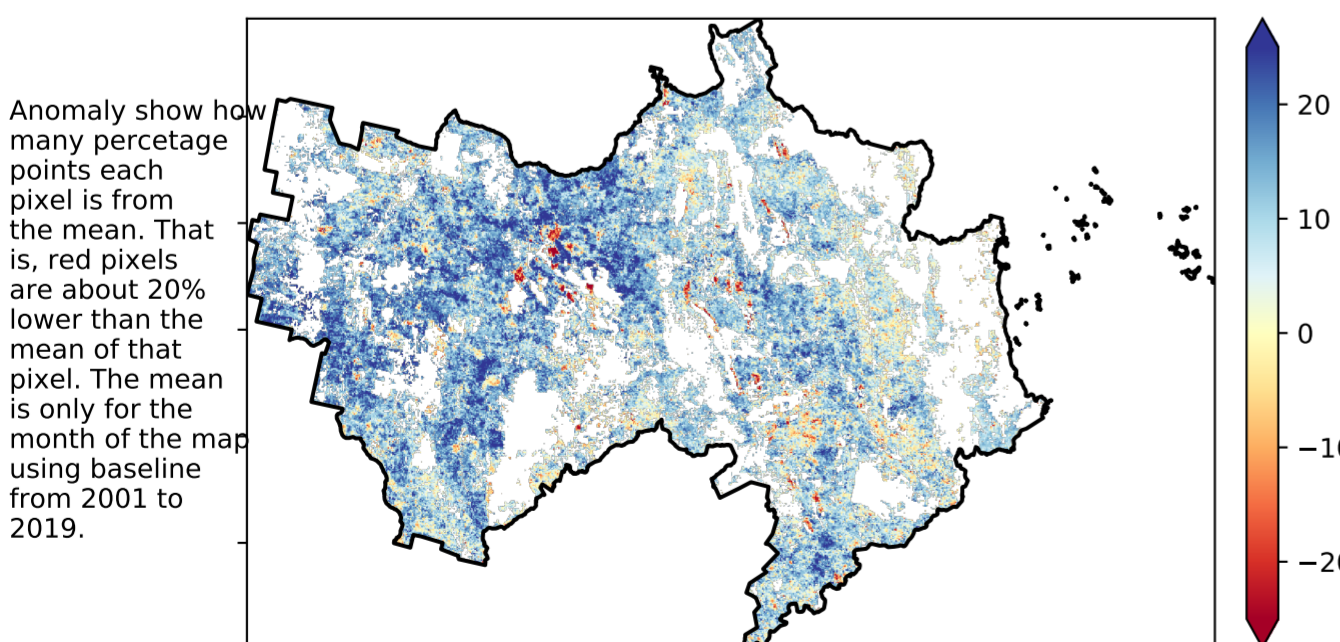 Anomaly show how
many percetage
points each
pixel is from
the mean. That
is, red pixels
are about 20%
lower than the
mean of that
pixel. The mean
is only for the
month of the map
using baseline
from 2001 to
2019.
20
10
0
−10
−20